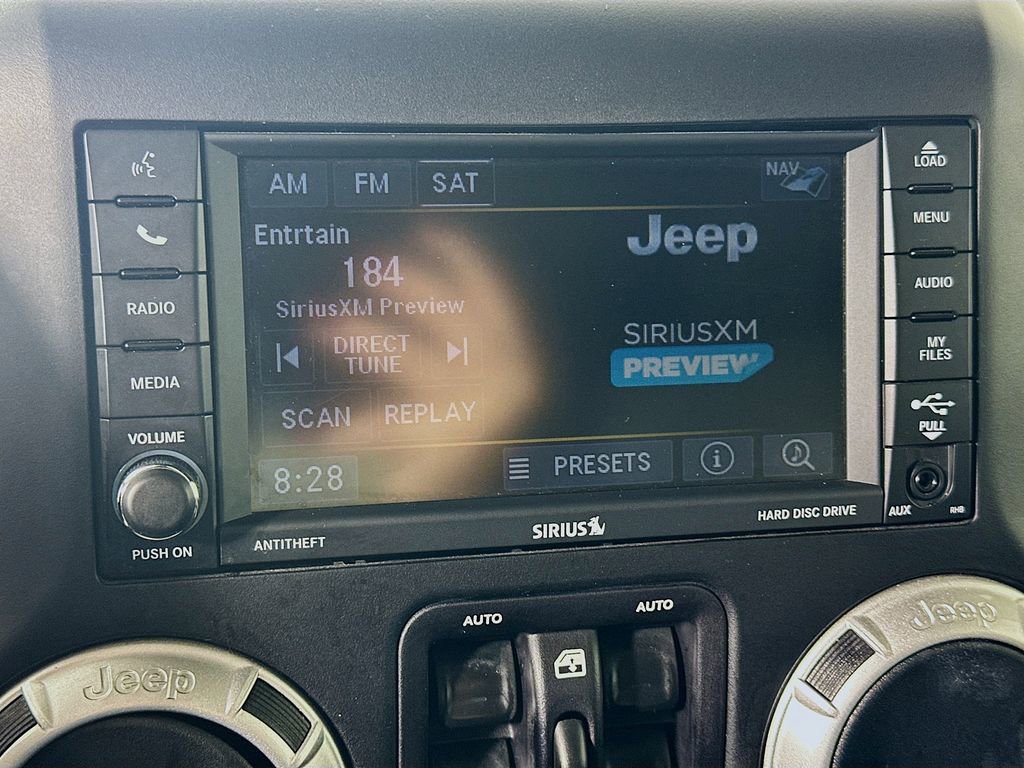 AM FM SAT NAV
LOAD
MENU
Entrtain
Jeep
184
AUDIO
RADIO
SiriusXM Preview
SIRIUSXM
DIRECT
TUNE
MY
FILES
PREVIEW
MEDIA
SCAN REPLAY
PULL
VOLUME
PRESETS
8:28
AUX RHB
HARD DISC DRIVE
SIRIUS
ANTITHEFT
PUSH ON
AUTO AUTO
Jeep
Jeep